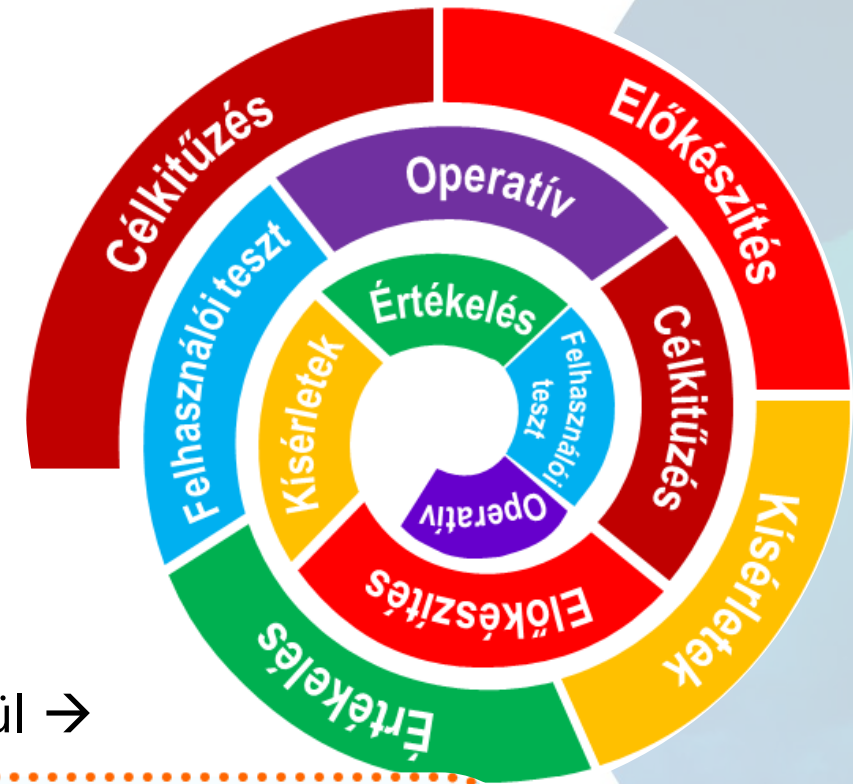 Célkitűzés
Előkészítés
Kísérletek
Értékelés
Felhasználói teszt
Operatív
Célkitűzés
Előkészítés
Kísérletek
Értékelés
Felhasználói
teszt
Operatív
ül →